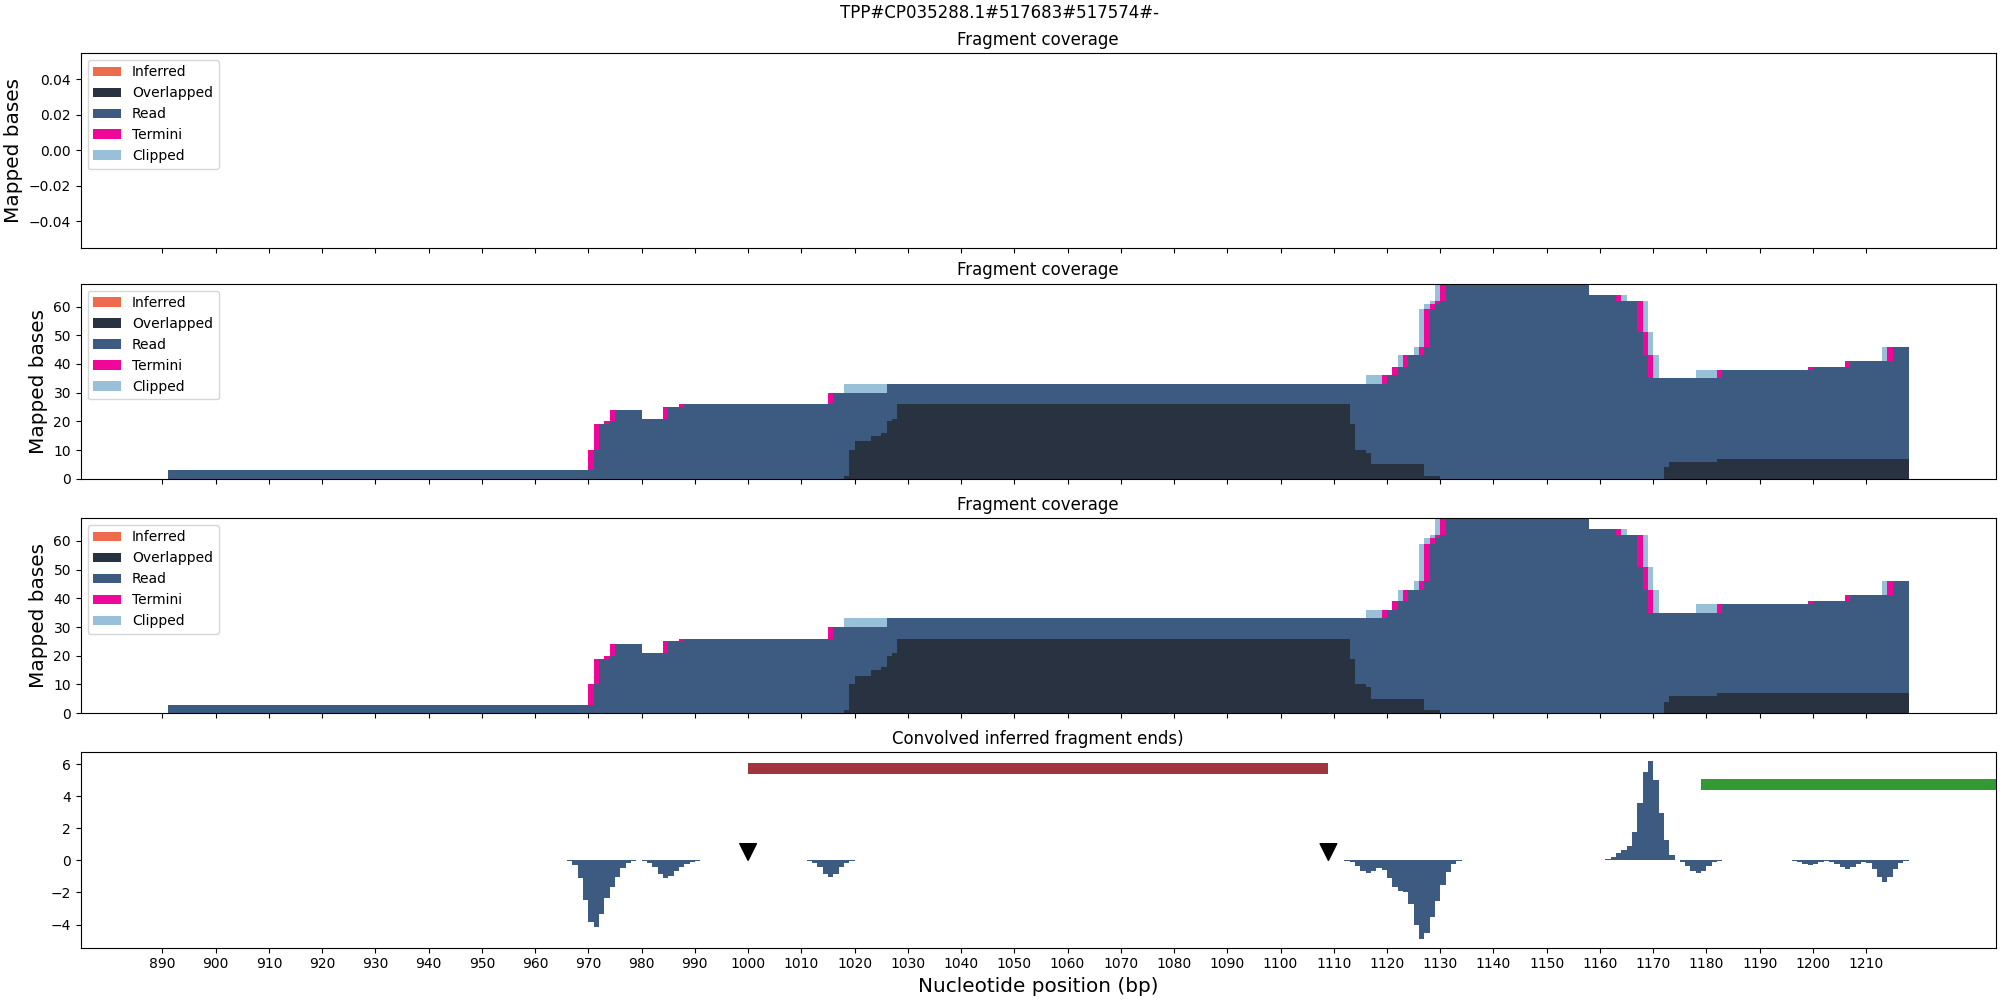 TPP#CP035288.1#517683#517574#-
Fragment coverage
Mapped bases
0.04
0.02
0.00
−0.02
−0.04
Inferred
Overlapped
Read
Termini
Clipped
Fragment coverage
Mapped bases
60
50
40
30
20
10
0
Inferred
Overlapped
Read
Termini
Clipped
Fragment coverage
Mapped bases
60
50
40
30
20
10
0
Inferred
Overlapped
Read
Termini
Clipped
Convolved inferred fragment ends)
6
4
2
0
−2
−4
890 900 910 920 930 940 950 960 970 980 990 1000 1010 1020 1030 1040 1050 1060 1070 1080 1090 1100 1110 1120 1130 1140 1150 1160 1170 1180 1190 1200 1210
Nucleotide position (bp)